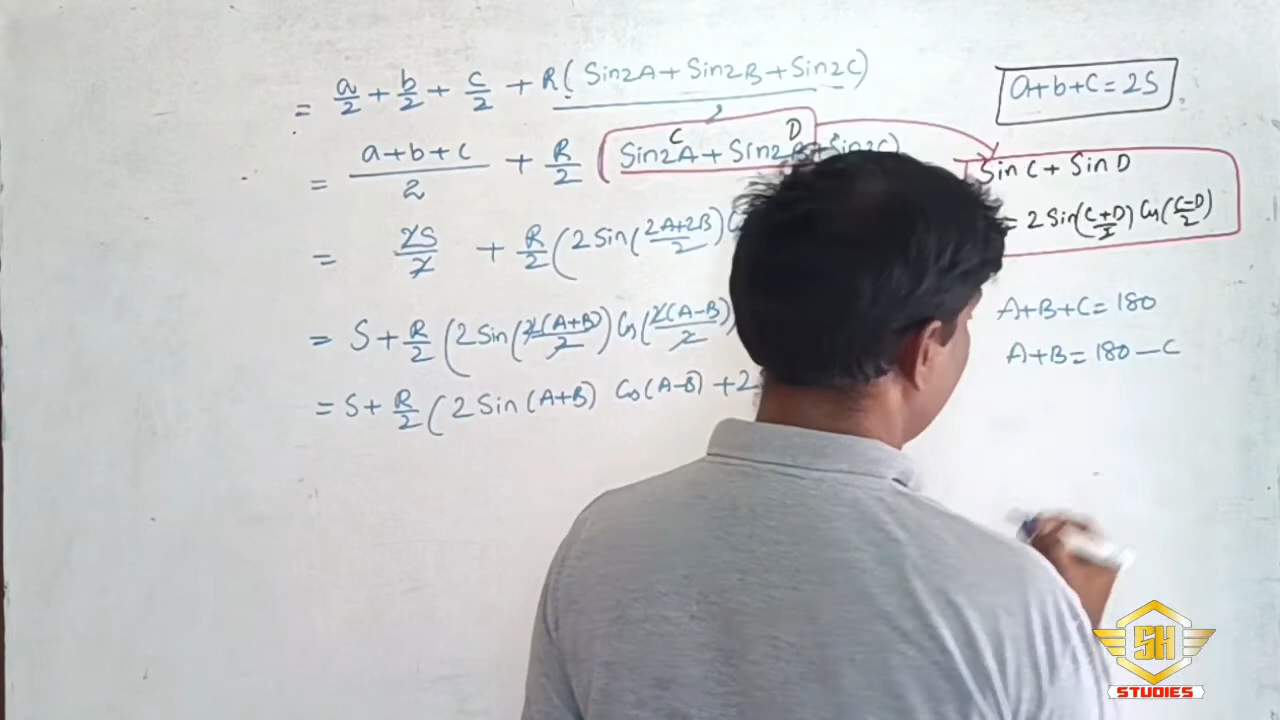 = a/2 + b/2 + c/2 + R(Sin2A + Sin2B + Sin2C)/2
a+b+c=2S
= a+b+c/2 + R/2 (Sin2A + Sin2B + Sin2C)
C D
Sin C + Sin D
= 2 Sin(C+D/2) Cos(C-D/2)
= 2S/2 + R/2 (2 Sin(2A+2B/2)
= S + R/2 (2 Sin(2(A+B)/2) Cos(2(A-B)/2)
A+B+C=180
A+B=180-C
= S + R/2 (2 Sin (A+B) Cos(A-B) + 2
SH
STUDIES